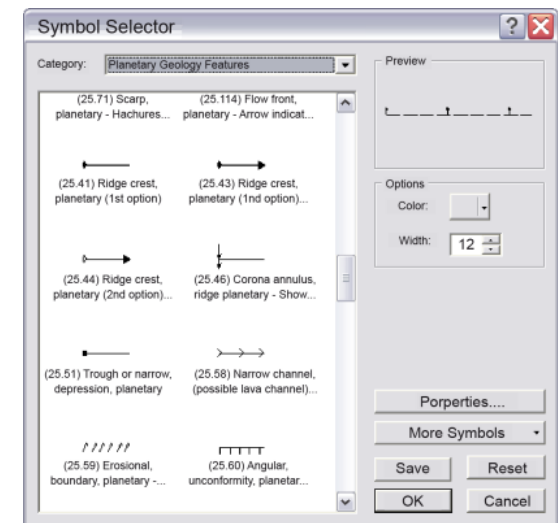 Symbol Selector
Category: Planetary Geology Features
(25.71) Scarp, planetary - Hachures...
(25.114) Flow front, planetary - Arrow indicat...
(25.41) Ridge crest, planetary (1st option)
(25.43) Ridge crest, planetary (1nd option)...
(25.44) Ridge crest, planetary (2nd option)...
(25.46) Corona annulus, ridge planetary - Show...
(25.51) Trough or narrow, depression, planetary
(25.58) Narrow channel, (possible lava channel)...
(25.59) Erosional, boundary, planetary -...
(25.60) Angular, unconformity, planetar...
Preview
Options
Color:
Width: 12
Porperties....
More Symbols
Save
Reset
OK
Cancel